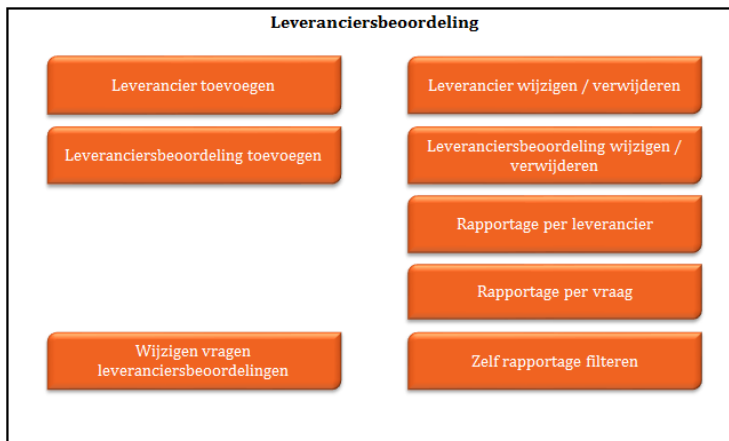 Leveranciersbeoordeling
Leverancier toevoegen
Leverancier wijzigen / verwijderen
Leveranciersbeoordeling toevoegen
Leveranciersbeoordeling wijzigen /
verwijderen
Rapportage per leverancier
Rapportage per vraag
Wijzigen vragen
leveranciersbeoordelingen
Zelf rapportage filteren